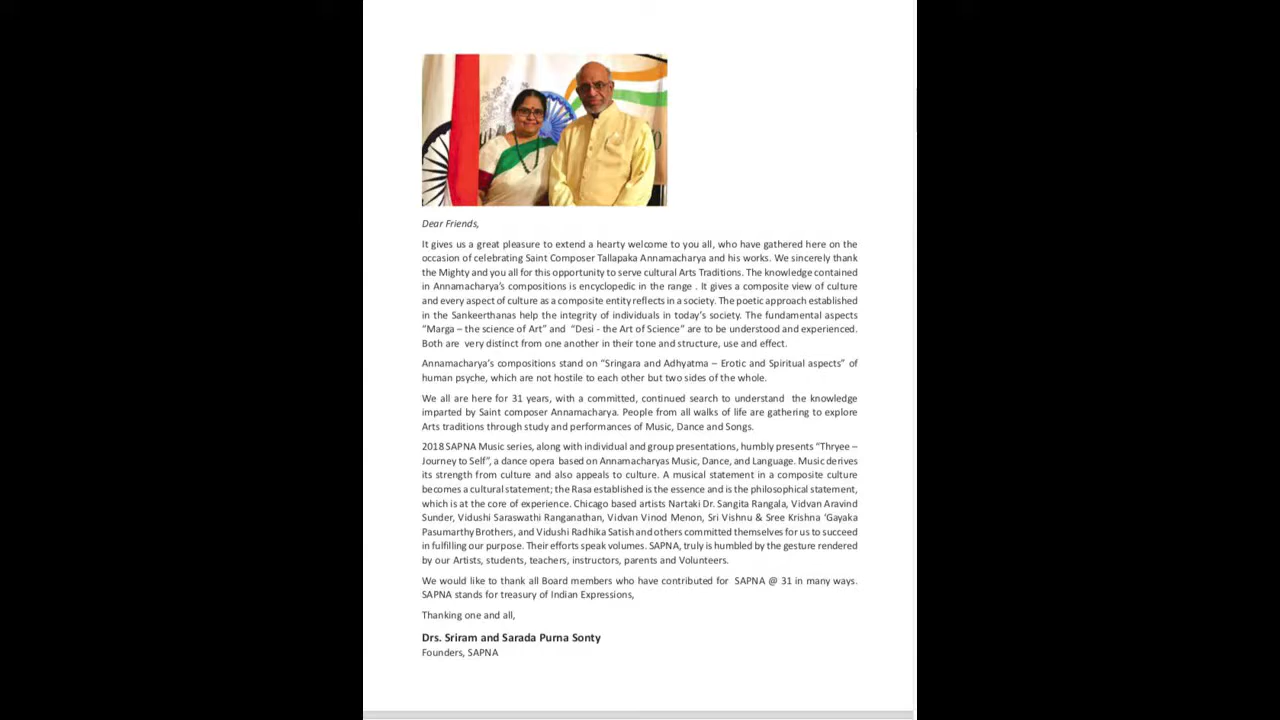 Dear Friends,
It gives us a great pleasure to extend a hearty welcome to you all, who have gathered here on the
occasion of celebrating Saint Composer Tallapaka Annamacharya and his works. We sincerely thank
the Mighty and you all for this opportunity to serve cultural Arts Traditions. The knowledge contained
in Annamacharya’s compositions is encyclopedic in the range . It gives a composite view of culture
and every aspect of culture as a composite entity reflects in a society. The poetic approach established
in the Sankeerthanas help the integrity of individuals in today’s society. The fundamental aspects
“Marga – the science of Art” and “Desi - the Art of Science” are to be understood and experienced.
Both are very distinct from one another in their tone and structure, use and effect.
Annamacharya’s compositions stand on “Sringara and Adhyatma – Erotic and Spiritual aspects” of
human psyche, which are not hostile to each other but two sides of the whole.
We all are here for 31 years, with a committed, continued search to understand the knowledge
imparted by Saint composer Annamacharya. People from all walks of life are gathering to explore
Arts traditions through study and performances of Music, Dance and Songs.
2018 SAPNA Music series, along with individual and group presentations, humbly presents “Thryee –
Journey to Self”, a dance opera based on Annamacharyas Music, Dance, and Language. Music derives
its strength from culture and also appeals to culture. A musical statement in a composite culture
becomes a cultural statement; the Rasa established is the essence and is the philosophical statement,
which is at the core of experience. Chicago based artists Nartaki Dr. Sangita Rangala, Vidvan Aravind
Sunder, Vidushi Saraswathi Ranganathan, Vidvan Vinod Menon, Sri Vishnu & Sree Krishna ‘Gayaka
Pasumarthy Brothers, and Vidushi Radhika Satish and others committed themselves for us to succeed
in fulfilling our purpose. Their efforts speak volumes. SAPNA, truly is humbled by the gesture rendered
by our Artists, students, teachers, instructors, parents and Volunteers.
We would like to thank all Board members who have contributed for SAPNA @ 31 in many ways.
SAPNA stands for treasury of Indian Expressions,
Thanking one and all,
Drs. Sriram and Sarada Purna Sonty
Founders, SAPNA